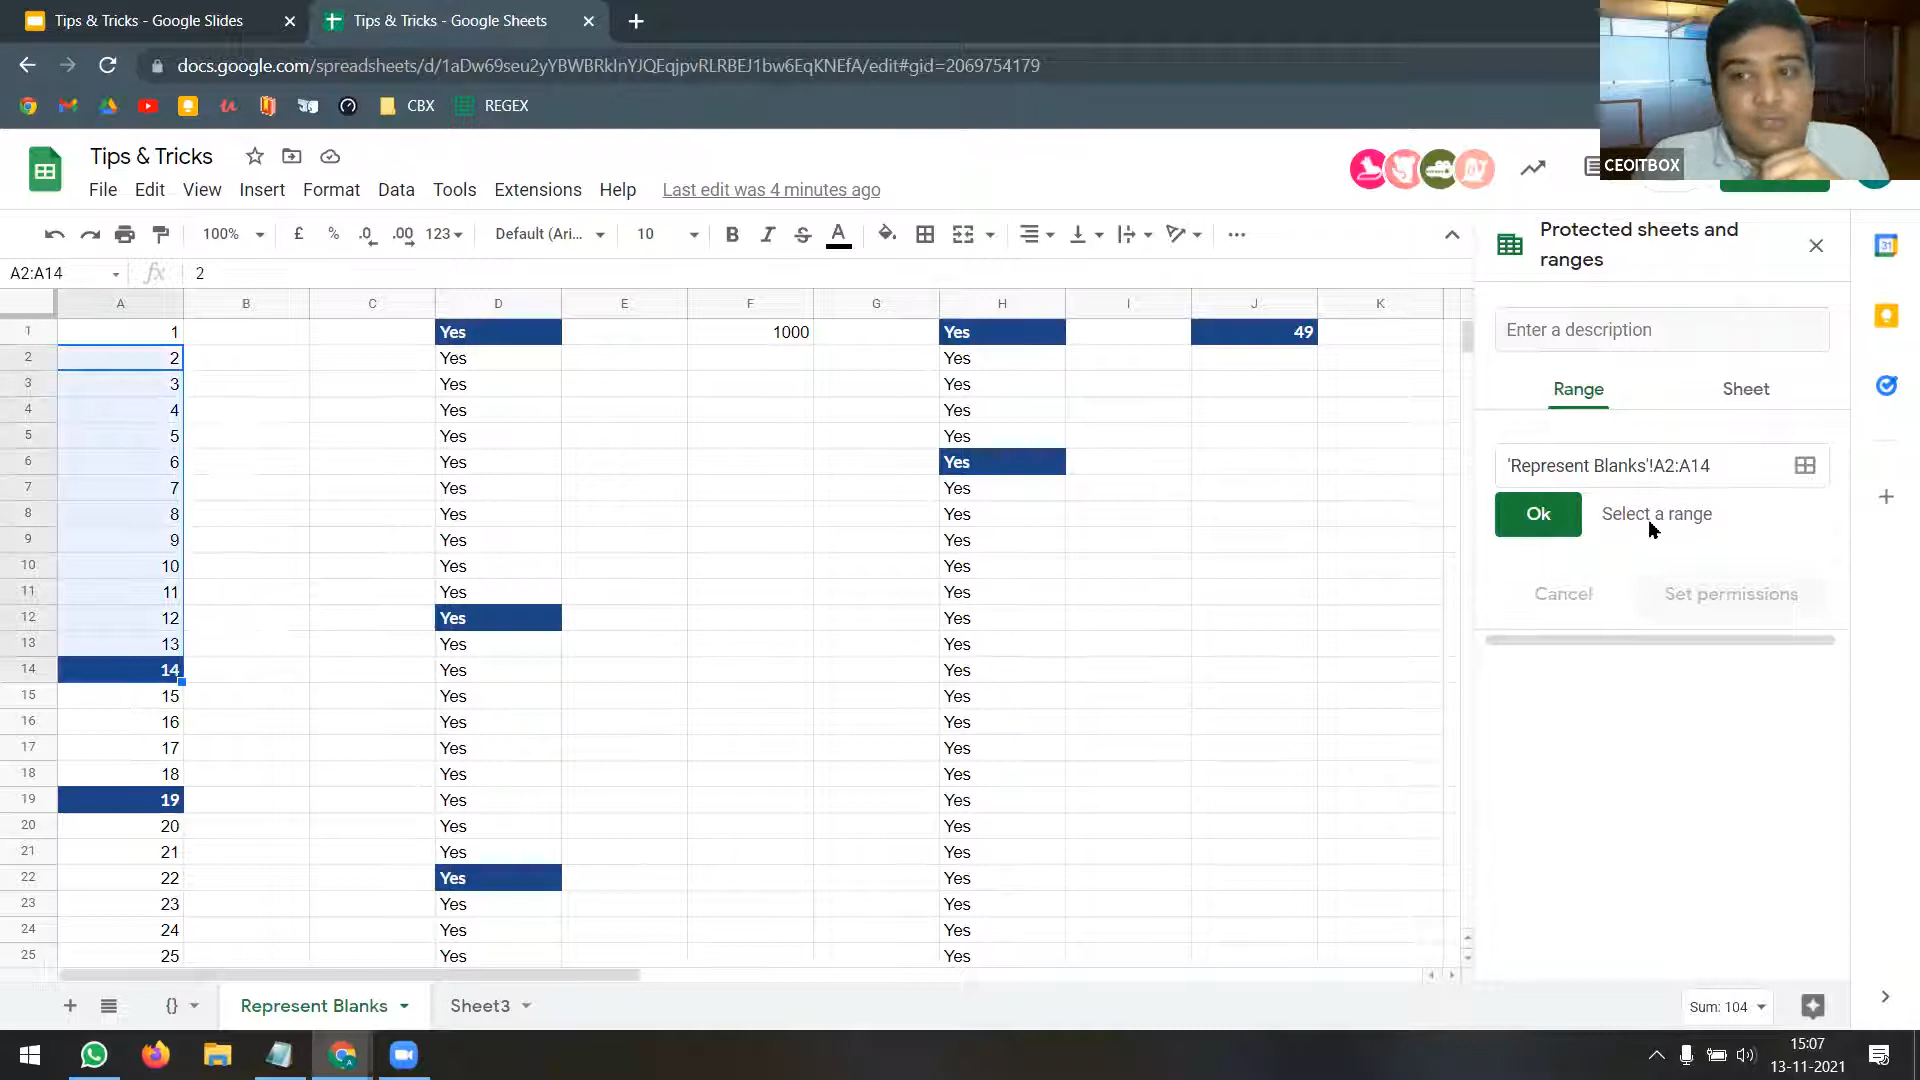 Tips & Tricks - Google Slides
Tips & Tricks - Google Sheets
docs.google.com/spreadsheets/d/1aDw69seu2yYBWBRkInYJQEqjpvRLRBEJ1bw6EqKNEfA/edit#gid=2069754179
CBX REGEX
Tips & Tricks
CEOITBOX
File Edit View Insert Format Data Tools Extensions Help Last edit was 4 minutes ago
100% £ % .0 .00 123 Default (Ari... 10 B I S A
Protected sheets and
ranges
A2:A14 fx 2
A B C D E F G H I J K
1 1 Yes 1000 Yes 49
2 2 Yes Yes
3 3 Yes Yes
4 4 Yes Yes
5 5 Yes Yes
6 6 Yes Yes
7 7 Yes Yes
8 8 Yes Yes
9 9 Yes Yes
10 10 Yes Yes
11 11 Yes Yes
12 12 Yes Yes
13 13 Yes Yes
14 14 Yes Yes
15 15 Yes Yes
16 16 Yes Yes
17 17 Yes Yes
18 18 Yes Yes
19 19 Yes Yes
20 20 Yes Yes
21 21 Yes Yes
22 22 Yes Yes
23 23 Yes Yes
24 24 Yes Yes
25 25 Yes Yes
Enter a description
Range Sheet
'Represent Blanks'!A2:A14
Ok Select a range
Cancel Set permissions
31
{} Represent Blanks Sheet3 Sum: 104
15:07
13-11-2021